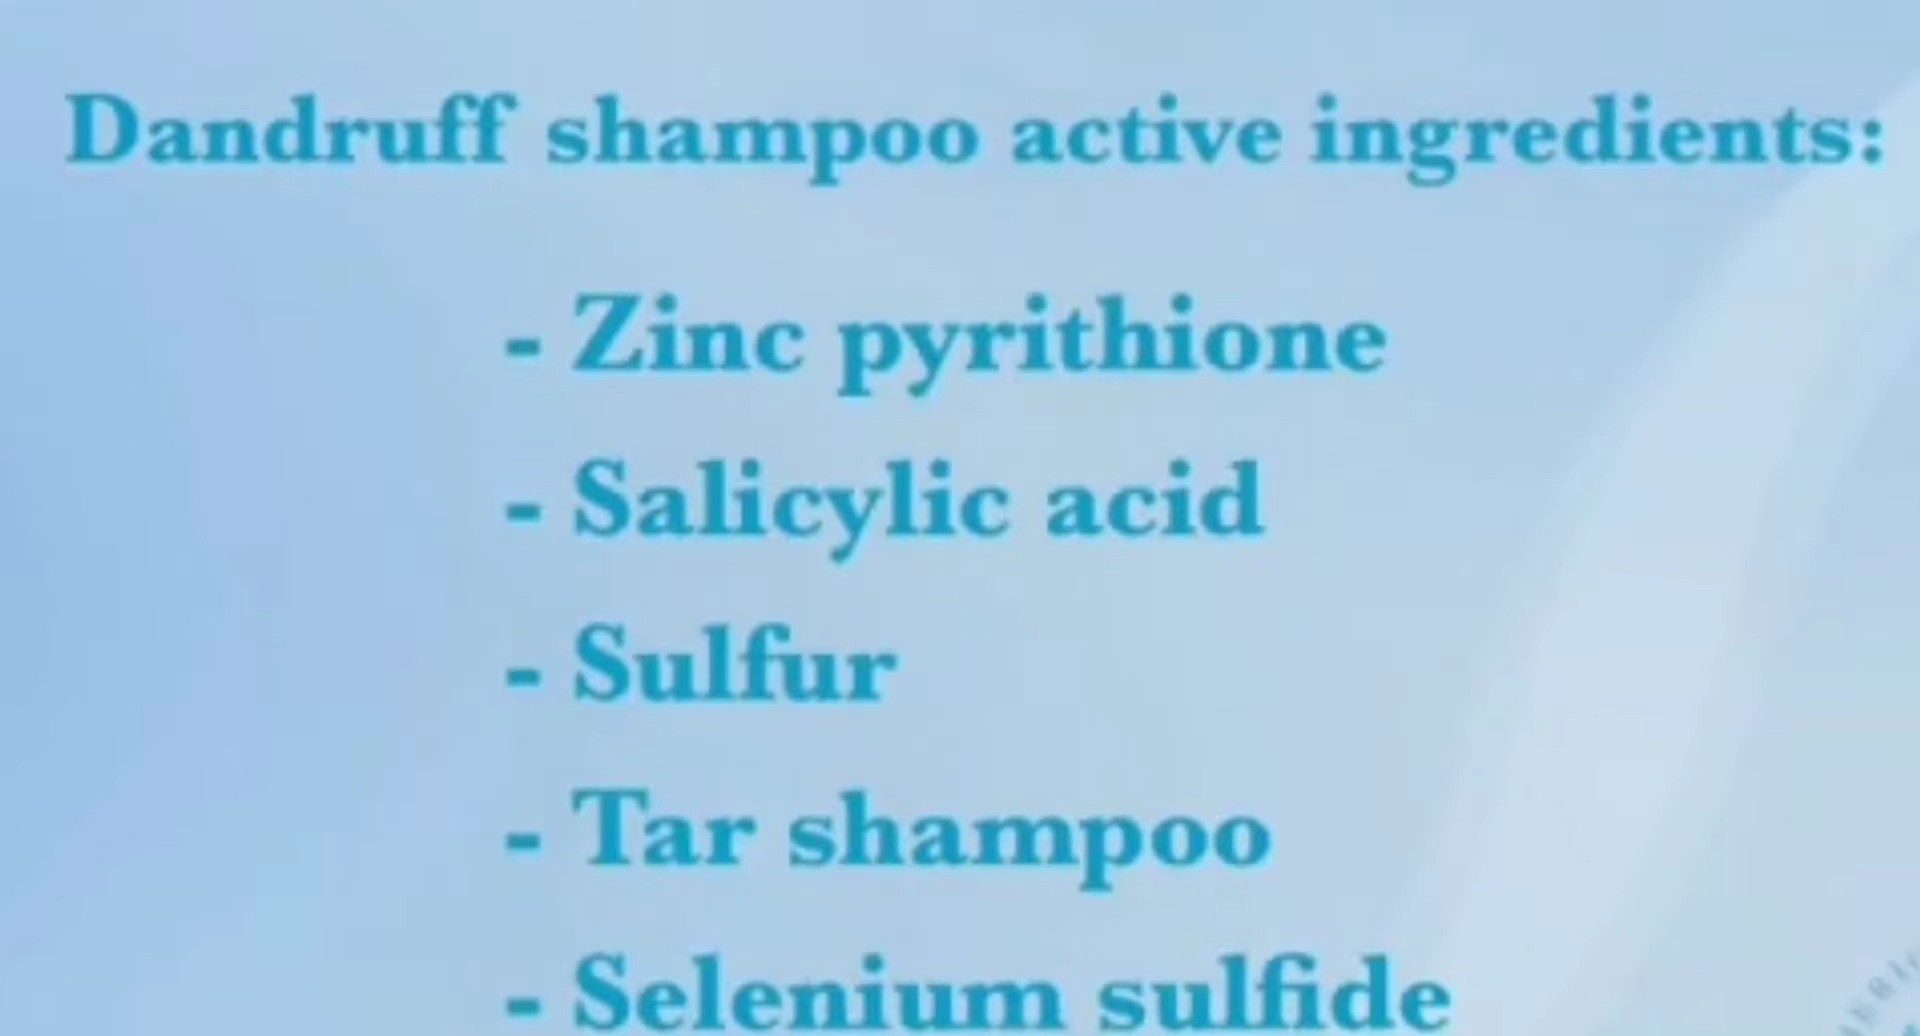 Dandruff shampoo active ingredients:
- Zinc pyrithione
- Salicylic acid
- Sulfur
- Tar shampoo
- Selenium sulfide